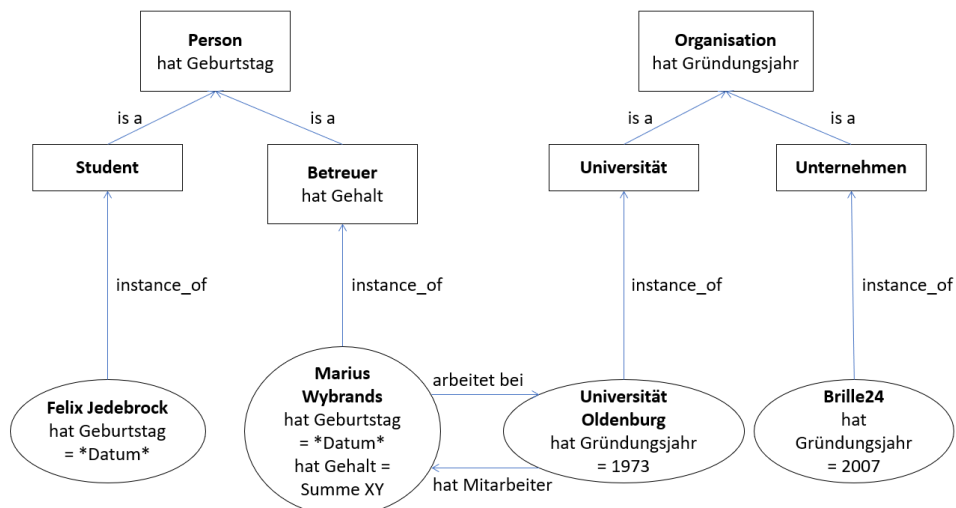 Person
hat Geburtstag
Organisation
hat Gründungsjahr
is a
is a
is a
is a
Student
Betreuer
hat Gehalt
Universität
Unternehmen
instance_of
instance_of
instance_of
instance_of
Felix Jedebrock
hat Geburtstag
= *Datum*
Marius
Wybrands
hat Geburtstag
= *Datum*
hat Gehalt =
Summe XY
arbeitet bei
hat Mitarbeiter
Universität
Oldenburg
hat Gründungsjahr
= 1973
Brille24
hat
Gründungsjahr
= 2007